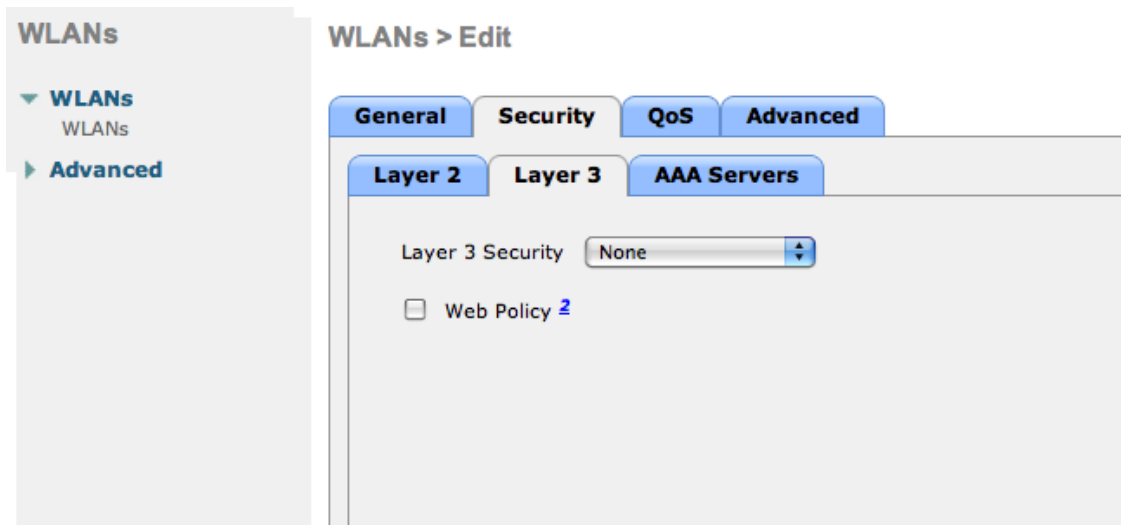 WLANs
WLANs
WLANs
Advanced
WLANs > Edit
General Security QoS Advanced
Layer 2 Layer 3 AAA Servers
Layer 3 Security None
Web Policy 2